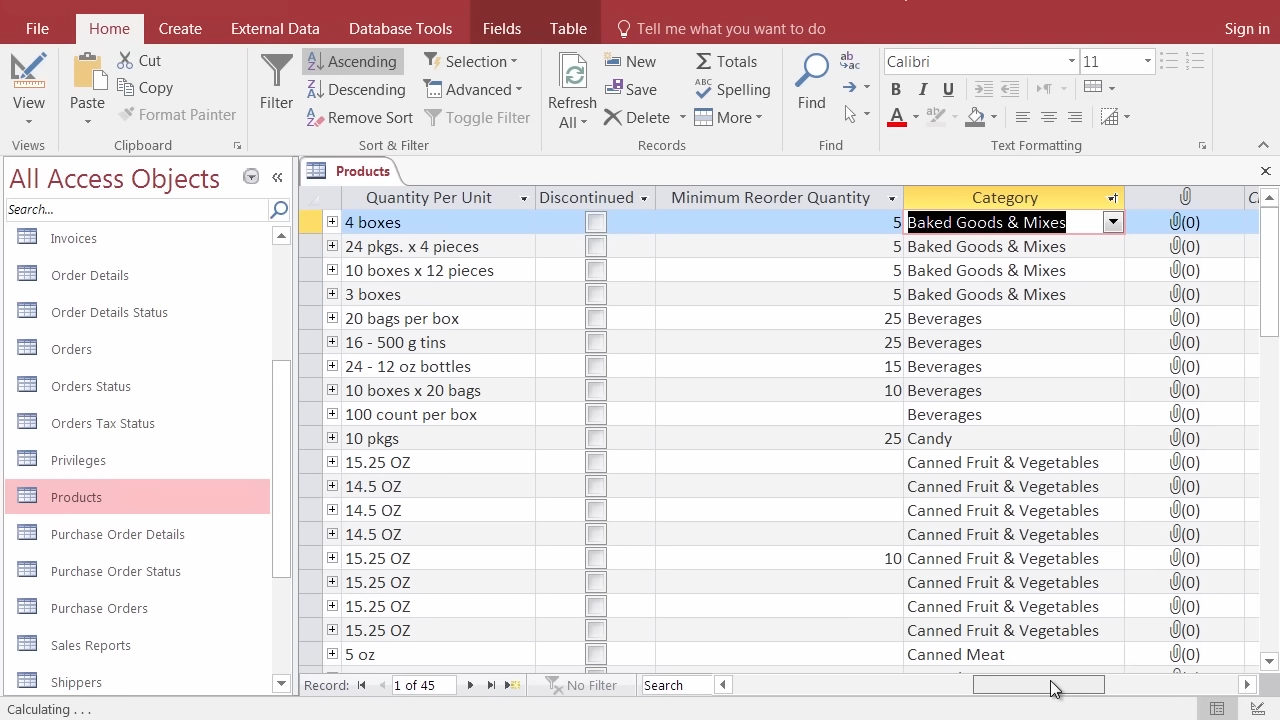 File Home Create External Data Database Tools Fields Table Tell me what you want to do Sign in
View Paste Cut Copy Format Painter Filter Ascending Descending Remove Sort Selection Advanced Toggle Filter Refresh All New Save Delete Totals Spelling More Find Calibri 11
Views Clipboard Sort & Filter Records Find Text Formatting
All Access Objects
Search...
Invoices
Order Details
Order Details Status
Orders
Orders Status
Orders Tax Status
Privileges
Products
Purchase Order Details
Purchase Order Status
Purchase Orders
Sales Reports
Shippers
Products
Quantity Per Unit Discontinued Minimum Reorder Quantity Category
4 boxes 5 Baked Goods & Mixes (0)
24 pkgs. x 4 pieces 5 Baked Goods & Mixes (0)
10 boxes x 12 pieces 5 Baked Goods & Mixes (0)
3 boxes 5 Baked Goods & Mixes (0)
20 bags per box 25 Beverages (0)
16 - 500 g tins 25 Beverages (0)
24 - 12 oz bottles 15 Beverages (0)
10 boxes x 20 bags 10 Beverages (0)
100 count per box Beverages (0)
10 pkgs 25 Candy (0)
15.25 OZ Canned Fruit & Vegetables (0)
14.5 OZ Canned Fruit & Vegetables (0)
14.5 OZ Canned Fruit & Vegetables (0)
14.5 OZ Canned Fruit & Vegetables (0)
15.25 OZ 10 Canned Fruit & Vegetables (0)
15.25 OZ Canned Fruit & Vegetables (0)
15.25 OZ Canned Fruit & Vegetables (0)
15.25 OZ Canned Fruit & Vegetables (0)
5 oz Canned Meat (0)
Record: 1 of 45 No Filter Search
Calculating . . .